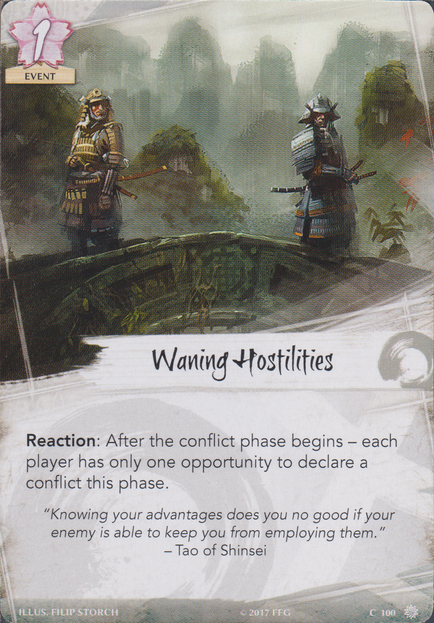 1
EVENT
Waning Hostilities
Reaction: After the conflict phase begins – each
player has only one opportunity to declare a
conflict this phase.
“Knowing your advantages does you no good if your
enemy is able to keep you from employing them.”
– Tao of Shinsei
ILLUS. FILIP STORCH © 2017 FFG C 100